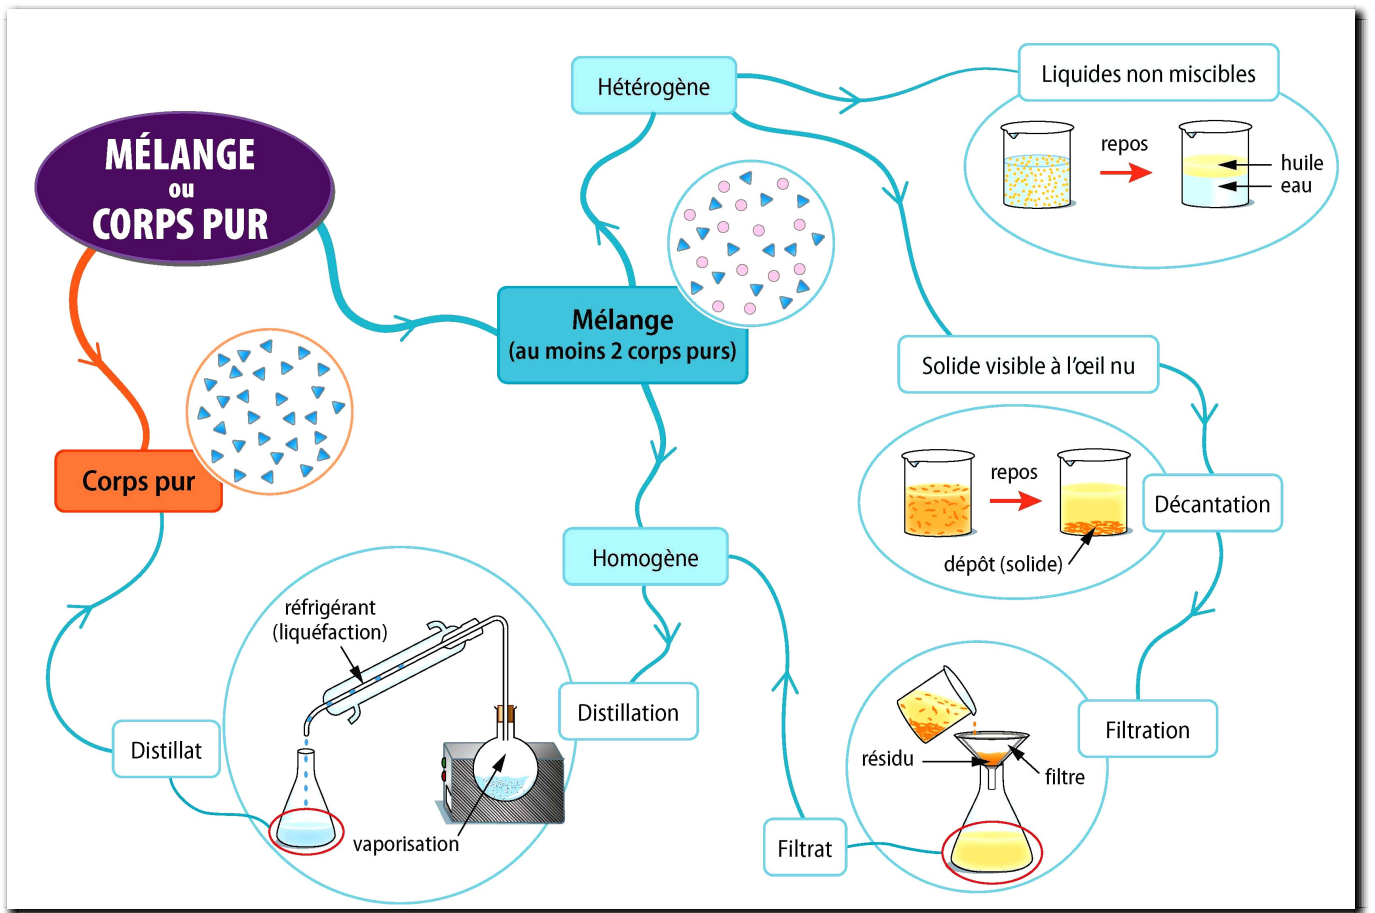 MÉLANGE
ou
CORPS PUR
Hétérogène
Liquides non miscibles
repos
huile
eau
Mélange
(au moins 2 corps purs)
Solide visible à l'œil nu
repos
Décantation
dépôt (solide)
Corps pur
Homogène
réfrigérant
(liquéfaction)
Distillation
Distillat
vaporisation
Filtration
résidu
filtre
Filtrat